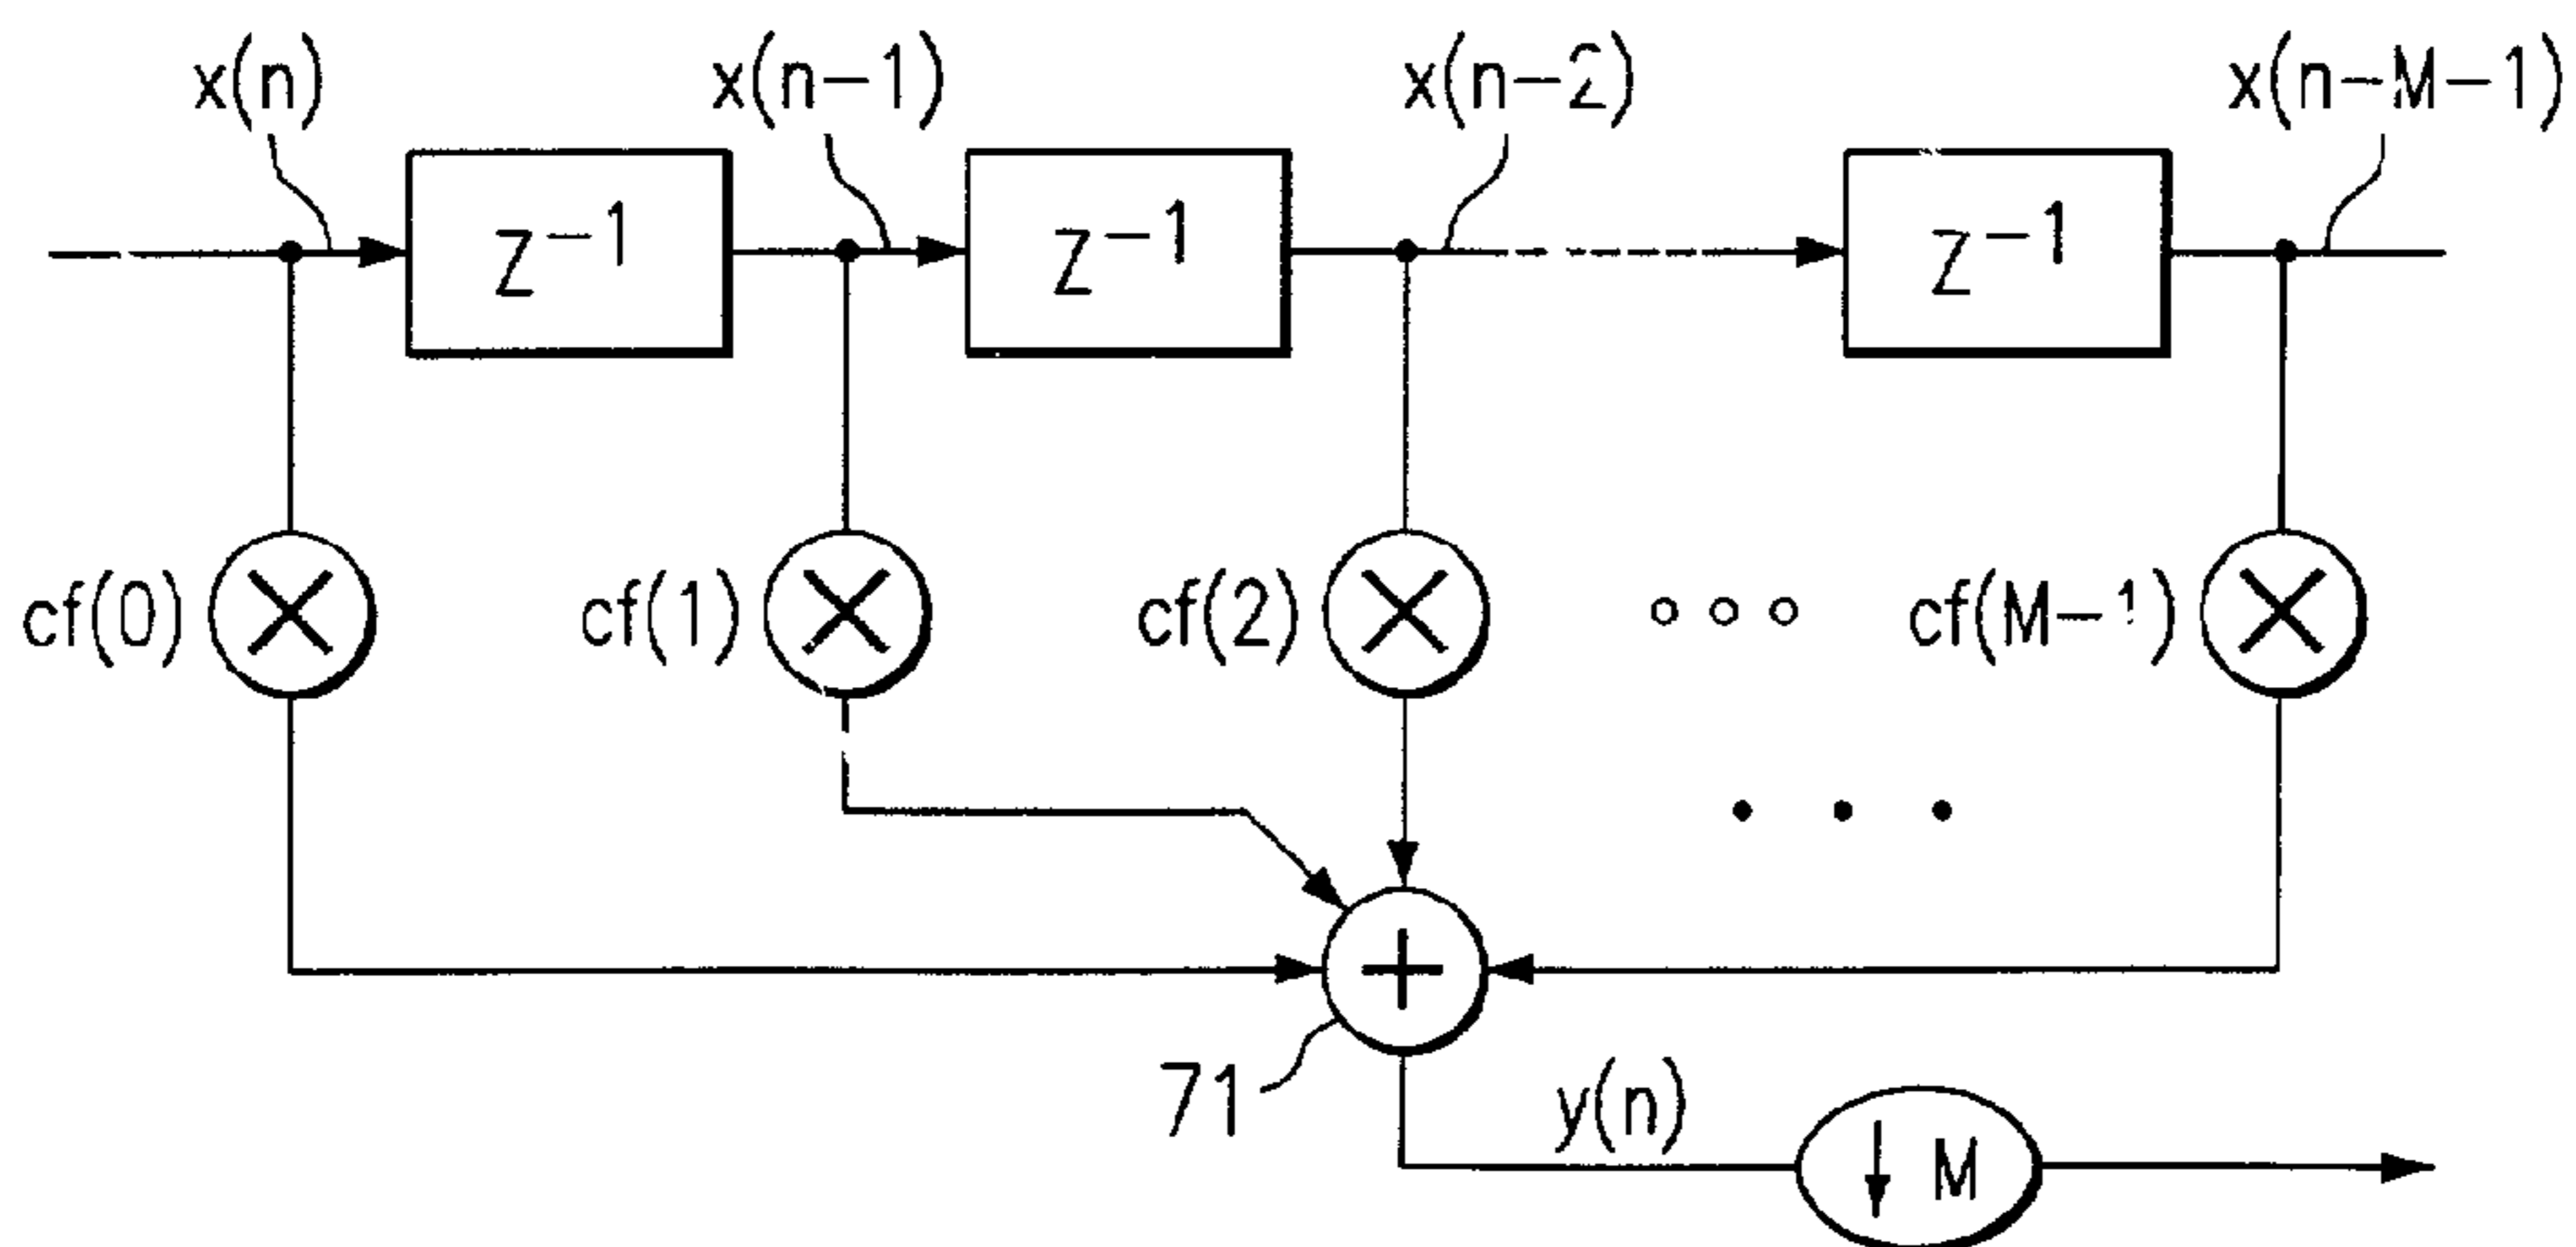 x(n)
x(n-1)
x(n-2)
x(n-M-1)
z⁻¹
z⁻¹
z⁻¹
cf(0)
cf(1)
cf(2)
cf(M-1)
71
y(n)
↓ M